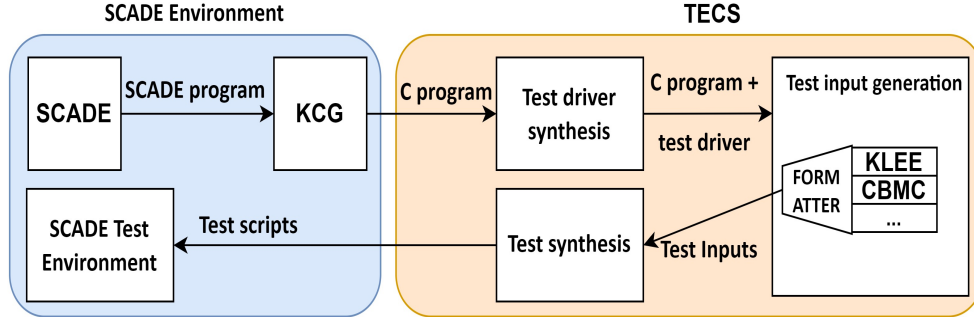 SCADE Environment
TECS
SCADE
SCADE program
KCG
C program
Test driver
synthesis
C program +
test driver
Test input generation
FORM
ATTER
KLEE
CBMC
...
SCADE Test
Environment
Test scripts
Test synthesis
Test Inputs